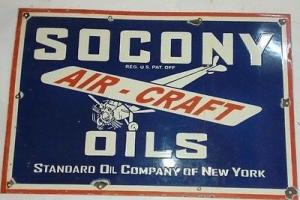 SOCONY
REG. U.S. PAT. OFF
AIR-CRAFT
OILS
STANDARD OIL COMPANY OF NEW YORK